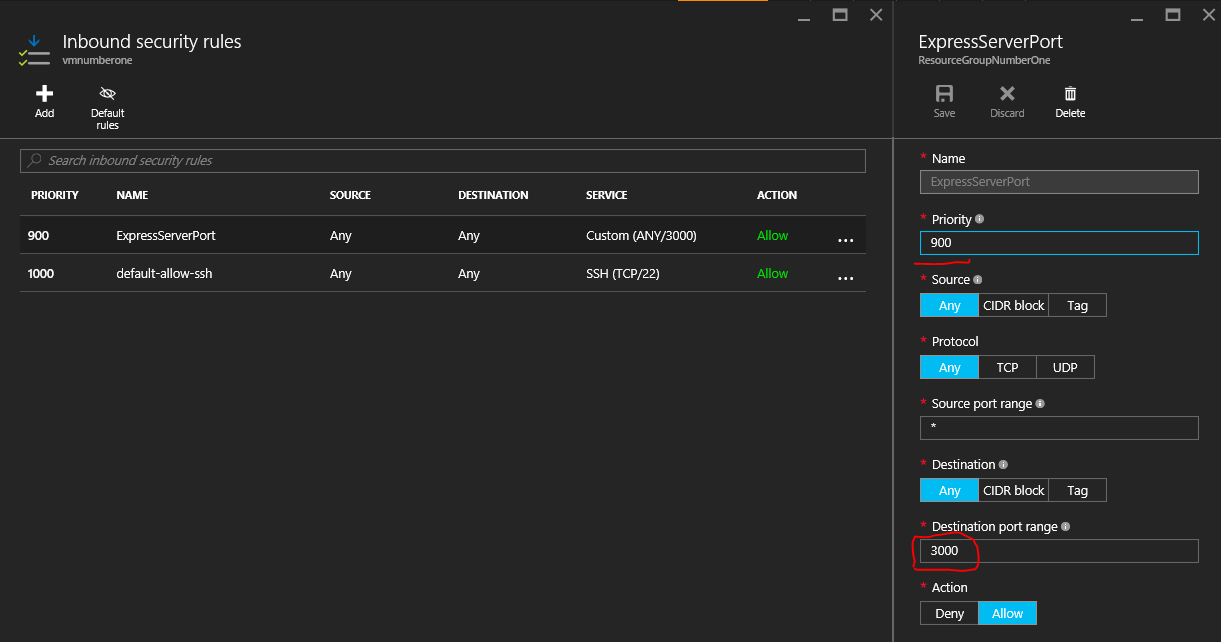 Inbound security rules
vmnumberone
Add
Default
rules
Search inbound security rules
PRIORITY NAME SOURCE DESTINATION SERVICE ACTION
900 ExpressServerPort Any Any Custom (ANY/3000) Allow ...
1000 default-allow-ssh Any Any SSH (TCP/22) Allow ...
ExpressServerPort
ResourceGroupNumberOne
Save Discard Delete
* Name
ExpressServerPort
* Priority
900
* Source
Any CIDR block Tag
* Protocol
Any TCP UDP
* Source port range
*
* Destination
Any CIDR block Tag
* Destination port range
3000
* Action
Deny Allow